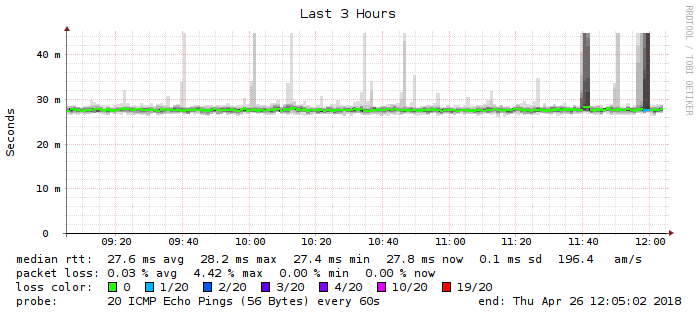 Last 3 Hours
RRDTOOL / TOBI OETIKER
Seconds
40 m
30 m
20 m
10 m
0
09:20 09:40 10:00 10:20 10:40 11:00 11:20 11:40 12:00
median rtt: 27.6 ms avg 28.2 ms max 27.4 ms min 27.8 ms now 0.1 ms sd 196.4 am/s
packet loss: 0.03 % avg 4.42 % max 0.00 % min 0.00 % now
loss color: 0 1/20 2/20 3/20 4/20 10/20 19/20
probe: 20 ICMP Echo Pings (56 Bytes) every 60s end: Thu Apr 26 12:05:02 2018